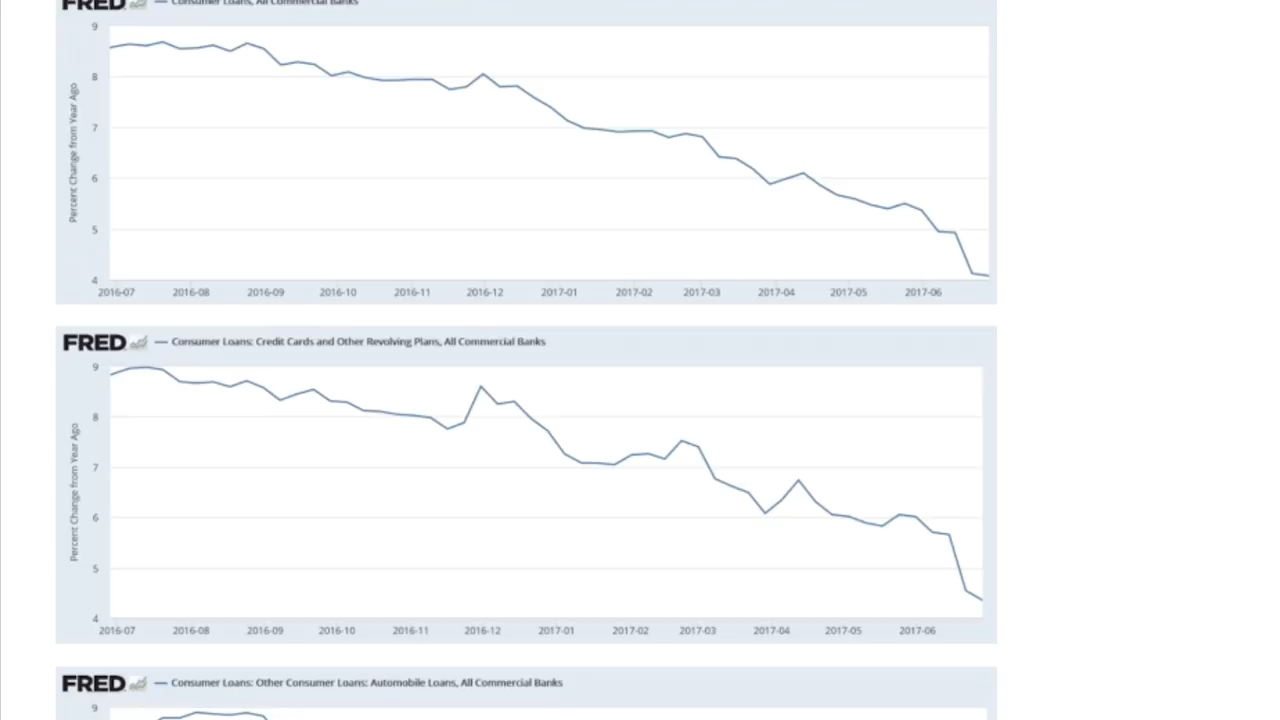 FRED — Consumer Loans, All Commercial Banks
9
8
7
6
5
4
Percent Change from Year Ago
2016-07 2016-08 2016-09 2016-10 2016-11 2016-12 2017-01 2017-02 2017-03 2017-04 2017-05 2017-06
FRED — Consumer Loans: Credit Cards and Other Revolving Plans, All Commercial Banks
9
8
7
6
5
4
Percent Change from Year Ago
2016-07 2016-08 2016-09 2016-10 2016-11 2016-12 2017-01 2017-02 2017-03 2017-04 2017-05 2017-06
FRED — Consumer Loans: Other Consumer Loans: Automobile Loans, All Commercial Banks
9